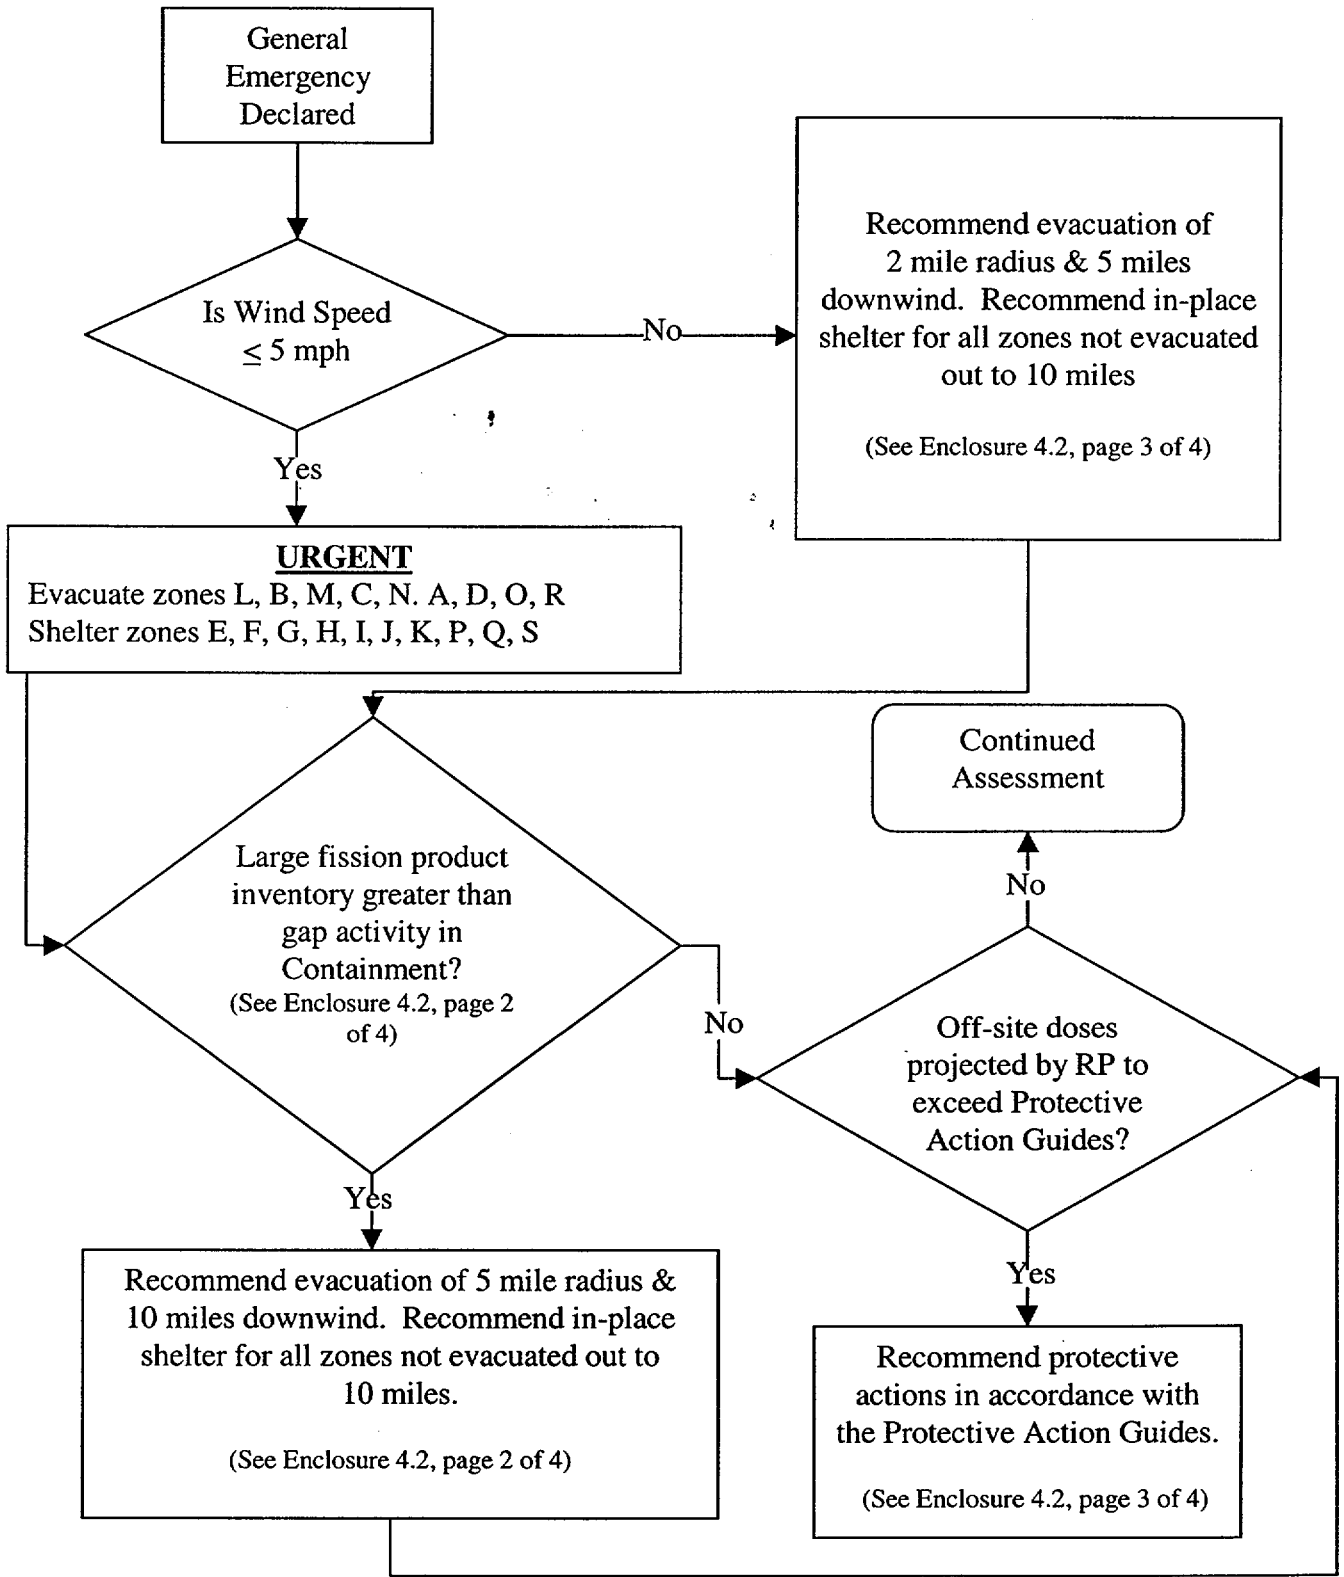 General
Emergency
Declared
Recommend evacuation of
2 mile radius & 5 miles
downwind. Recommend in-place
shelter for all zones not evacuated
out to 10 miles
(See Enclosure 4.2, page 3 of 4)
Is Wind Speed
≤ 5 mph
No
Yes
URGENT
Evacuate zones L, B, M, C, N. A, D, O, R
Shelter zones E, F, G, H, I, J, K, P, Q, S
Continued
Assessment
No
Large fission product
inventory greater than
gap activity in
Containment?
(See Enclosure 4.2, page 2
of 4)
No
Off-site doses
projected by RP to
exceed Protective
Action Guides?
Yes
Recommend evacuation of 5 mile radius &
10 miles downwind. Recommend in-place
shelter for all zones not evacuated out to
10 miles.
(See Enclosure 4.2, page 2 of 4)
Yes
Recommend protective
actions in accordance with
the Protective Action Guides.
(See Enclosure 4.2, page 3 of 4)